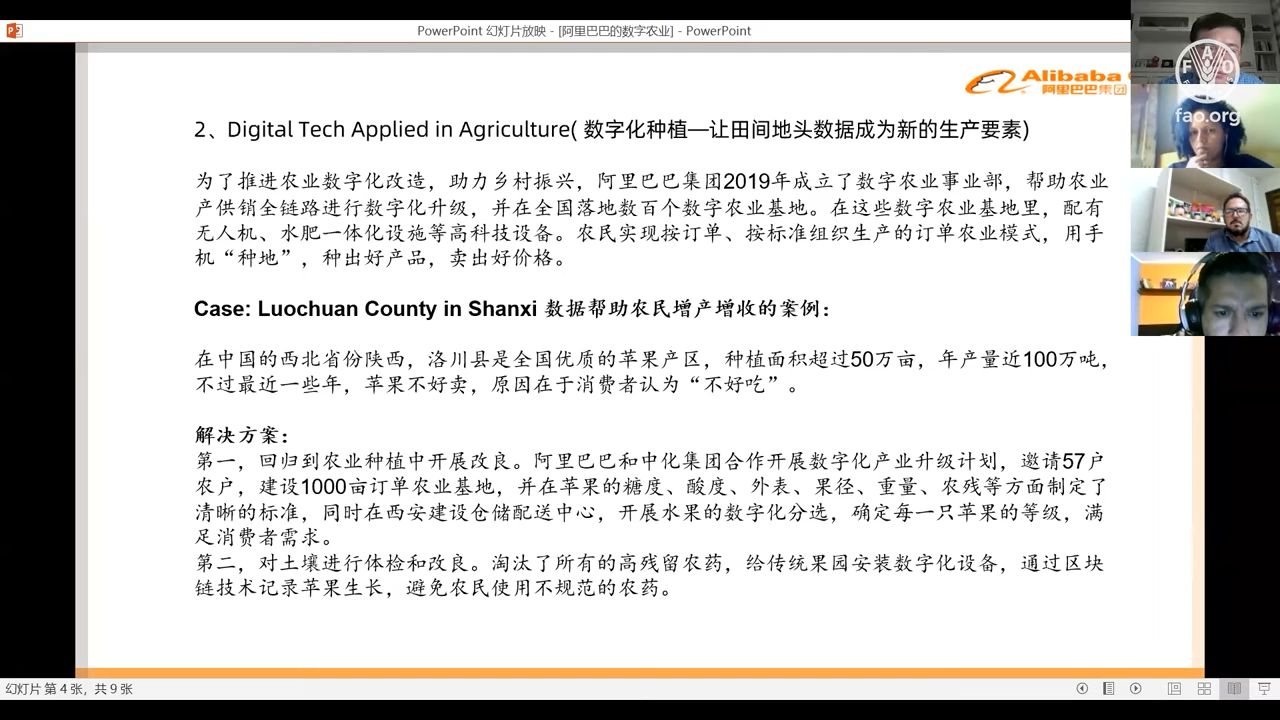 PowerPoint 幻灯片放映 - [阿里巴巴的数字农业] - PowerPoint
Alibaba
阿里巴巴集团
FAO
fao.org
2、Digital Tech Applied in Agriculture( 数字化种植—让田间地头数据成为新的生产要素)
为了推进农业数字化改造，助力乡村振兴，阿里巴巴集团2019年成立了数字农业事业部，帮助农业
产供销全链路进行数字化升级，并在全国落地数百个数字农业基地。在这些数字农业基地里，配有
无人机、水肥一体化设施等高科技设备。农民实现按订单、按标准组织生产的订单农业模式，用手
机“种地”，种出好产品，卖出好价格。
Case: Luochuan County in Shanxi 数据帮助农民增产增收的案例：
在中国的西北省份陕西，洛川县是全国优质的苹果产区，种植面积超过50万亩，年产量近100万吨，
不过最近一些年，苹果不好卖，原因在于消费者认为“不好吃”。
解决方案：
第一，回归到农业种植中开展改良。阿里巴巴和中化集团合作开展数字化产业升级计划，邀请57户
农户，建设1000亩订单农业基地，并在苹果的糖度、酸度、外表、果径、重量、农残等方面制定了
清晰的标准，同时在西安建设仓储配送中心，开展水果的数字化分选，确定每一只苹果的等级，满
足消费者需求。
第二，对土壤进行体检和改良。淘汰了所有的高残留农药，给传统果园安装数字化设备，通过区块
链技术记录苹果生长，避免农民使用不规范的农药。
幻灯片 第 4 张，共 9 张